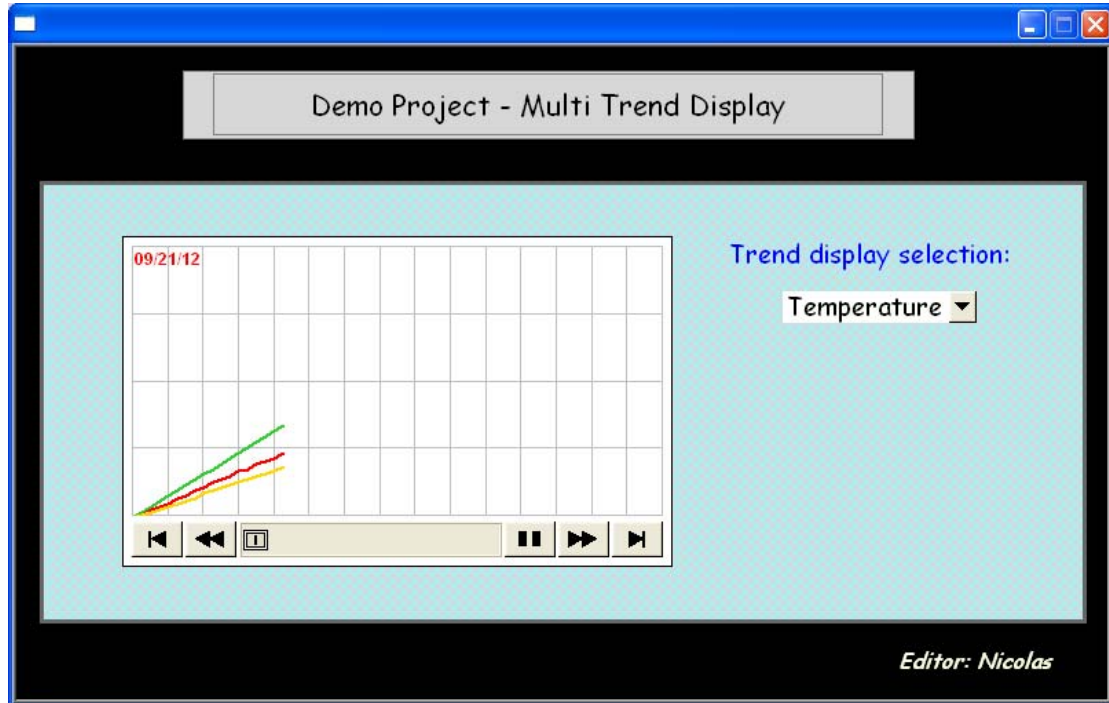 Demo Project - Multi Trend Display
09/21/12
Trend display selection:
Temperature
Editor: Nicolas